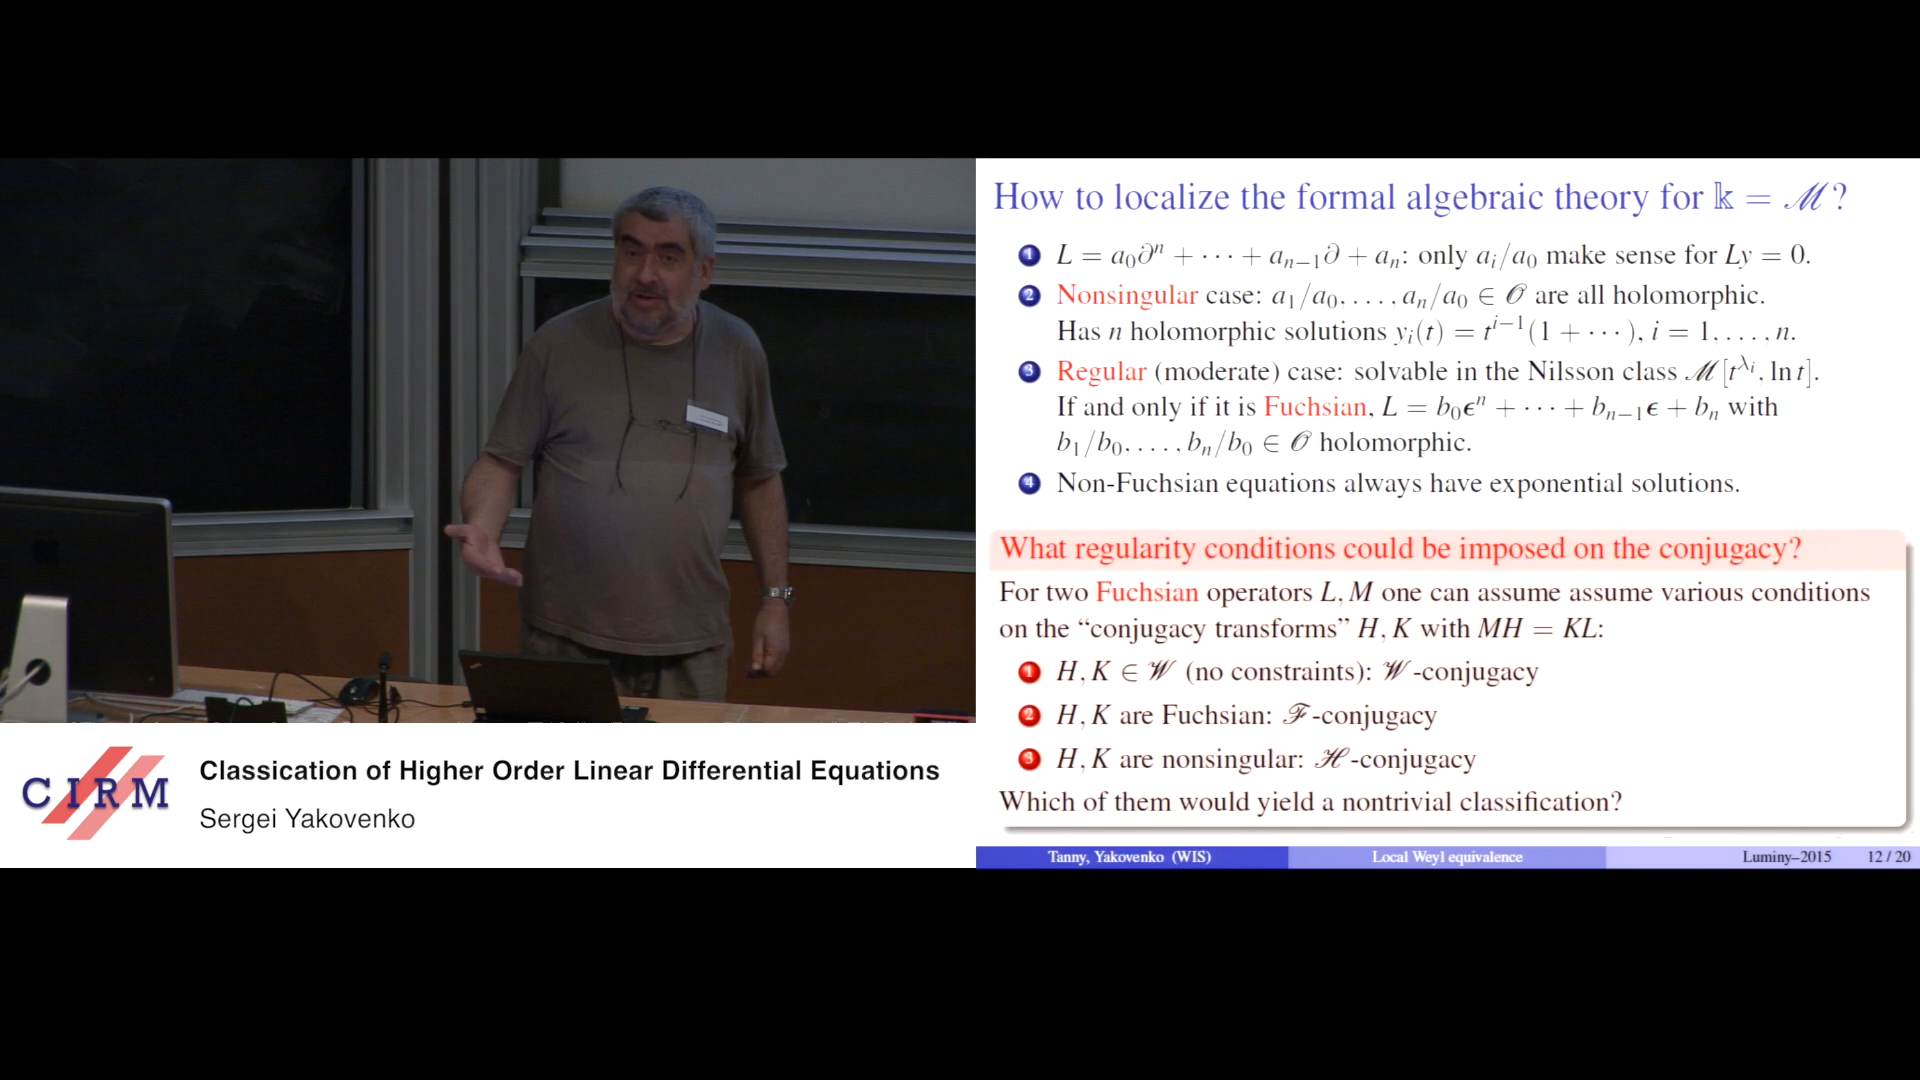 How to localize the formal algebraic theory for 𝕜 = ℳ?
1 L = a₀∂ⁿ + ⋯ + aₙ₋₁∂ + aₙ: only aᵢ/a₀ make sense for Ly = 0.
2 Nonsingular case: a₁/a₀, …, aₙ/a₀ ∈ 𝒪 are all holomorphic.
Has n holomorphic solutions yᵢ(t) = tⁱ⁻¹(1 + ⋯), i = 1, …, n.
3 Regular (moderate) case: solvable in the Nilsson class ℳ[t^λᵢ, ln t].
If and only if it is Fuchsian, L = b₀ϵⁿ + ⋯ + bₙ₋₁ϵ + bₙ with
b₁/b₀, …, bₙ/b₀ ∈ 𝒪 holomorphic.
4 Non-Fuchsian equations always have exponential solutions.
What regularity conditions could be imposed on the conjugacy?
For two Fuchsian operators L, M one can assume assume various conditions
on the “conjugacy transforms” H, K with MH = KL:
1 H, K ∈ 𝒲 (no constraints): 𝒲-conjugacy
2 H, K are Fuchsian: ℱ-conjugacy
3 H, K are nonsingular: ℋ-conjugacy
Which of them would yield a nontrivial classification?
Tanny, Yakovenko (WIS) Local Weyl equivalence Luminy–2015 12 / 20
CIRM
Classication of Higher Order Linear Differential Equations
Sergei Yakovenko